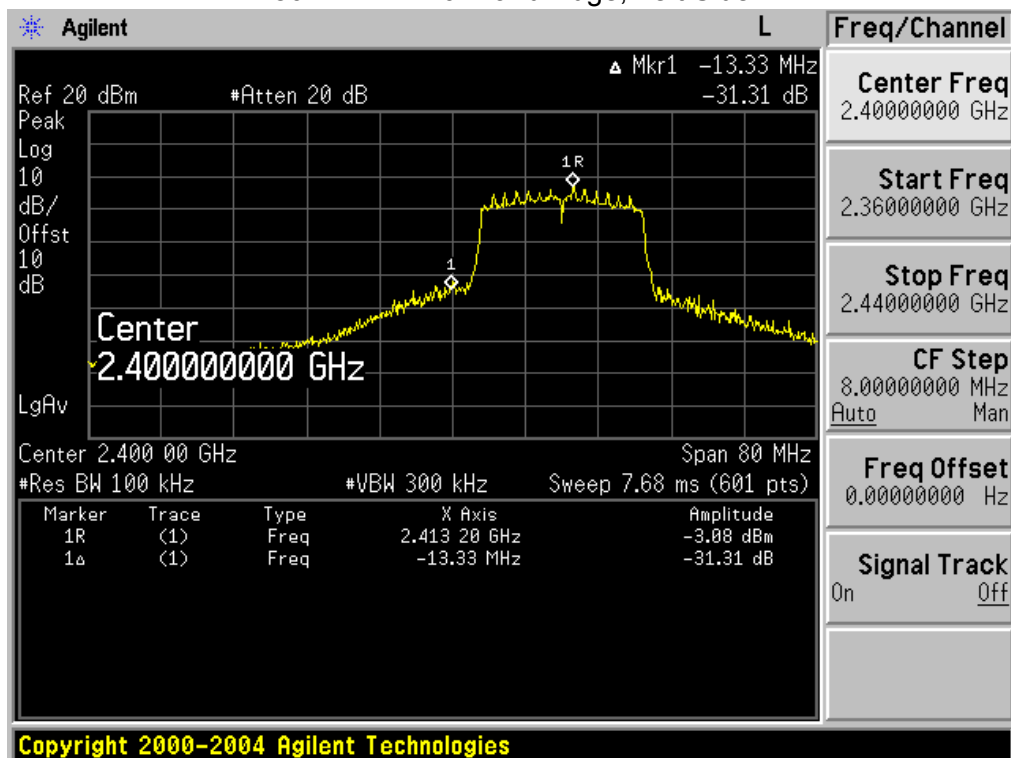 Agilent L
Freq/Channel
Δ Mkr1 -13.33 MHz
Ref 20 dBm #Atten 20 dB -31.31 dB
Peak
Log
10
dB/
Offst
10
dB
1R
1
Center
2.400000000 GHz
LgAv
Center 2.400 00 GHz Span 80 MHz
#Res BW 100 kHz #VBW 300 kHz Sweep 7.68 ms (601 pts)
Marker Trace Type X Axis Amplitude
1R (1) Freq 2.413 20 GHz -3.08 dBm
1Δ (1) Freq -13.33 MHz -31.31 dB
Center Freq
2.40000000 GHz
Start Freq
2.36000000 GHz
Stop Freq
2.44000000 GHz
CF Step
8.00000000 MHz
Auto Man
Freq Offset
0.00000000 Hz
Signal Track
On Off
Copyright 2000-2004 Agilent Technologies